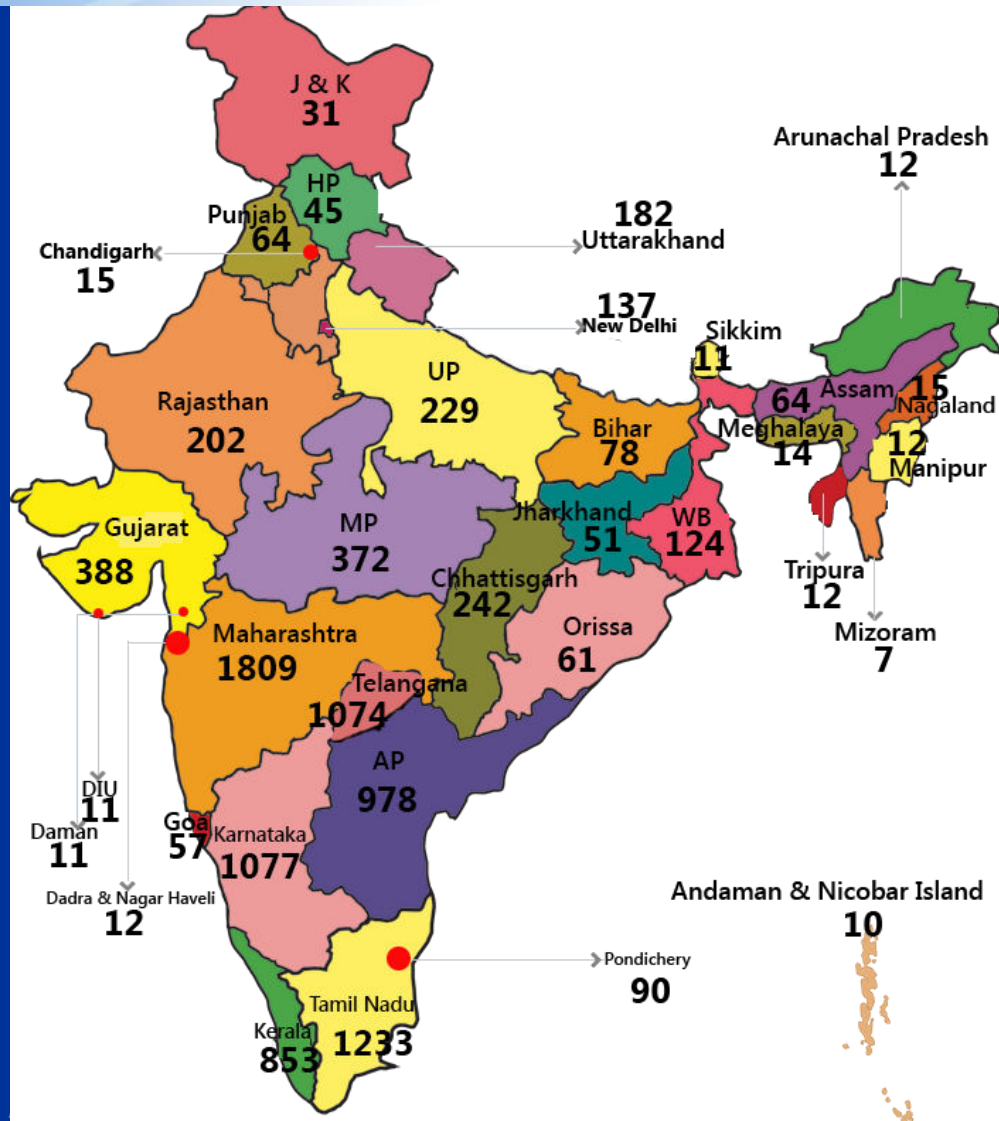 J & K
31
Arunachal Pradesh
12
HP
45
Punjab
64
182
Uttarakhand
Chandigarh
15
137
New Delhi
Sikkim
11
UP
229
Rajasthan
202
Assam
64
15
Nagaland
Bihar
78
Meghalaya
14
12
Manipur
Gujarat
388
MP
372
Jharkhand
51
WB
124
Chhattisgarh
242
Tripura
12
Orissa
61
Mizoram
7
Maharashtra
1809
Telangana
1074
AP
978
DIU
11
Daman
11
Goa
57
Karnataka
1077
Dadra & Nagar Haveli
12
Andaman & Nicobar Island
10
Pondichery
90
Tamil Nadu
1233
Kerala
853